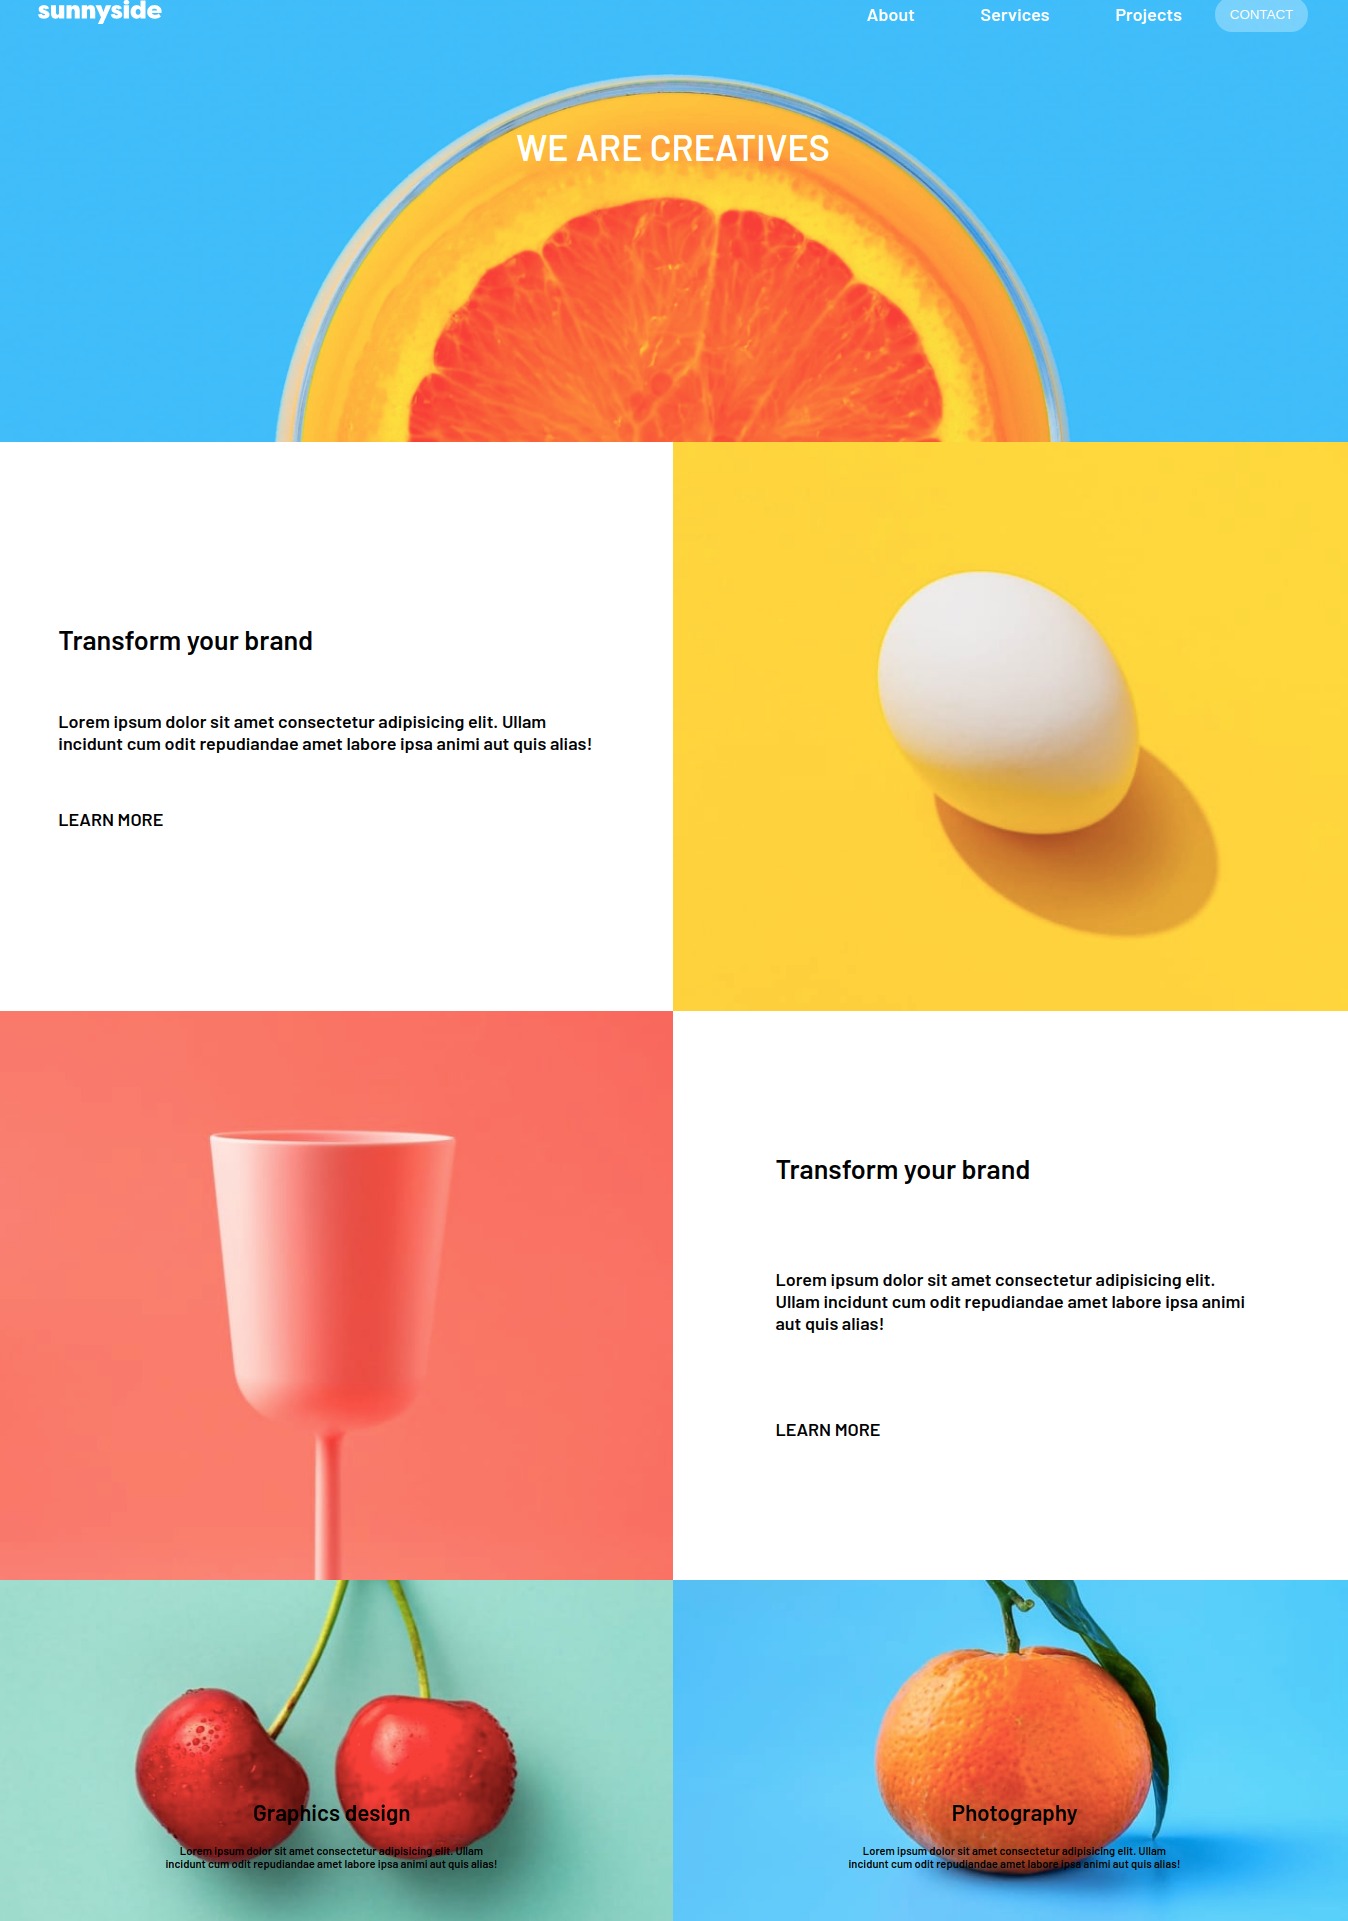 sunnyside
About Services Projects CONTACT
WE ARE CREATIVES
Transform your brand
Lorem ipsum dolor sit amet consectetur adipisicing elit. Ullam
incidunt cum odit repudiandae amet labore ipsa animi aut quis alias!
LEARN MORE
Transform your brand
Lorem ipsum dolor sit amet consectetur adipisicing elit.
Ullam incidunt cum odit repudiandae amet labore ipsa animi
aut quis alias!
LEARN MORE
Graphics design
Lorem ipsum dolor sit amet consectetur adipisicing elit. Ullam
incidunt cum odit repudiandae amet labore ipsa animi aut quis alias!
Photography
Lorem ipsum dolor sit amet consectetur adipisicing elit. Ullam
incidunt cum odit repudiandae amet labore ipsa animi aut quis alias!